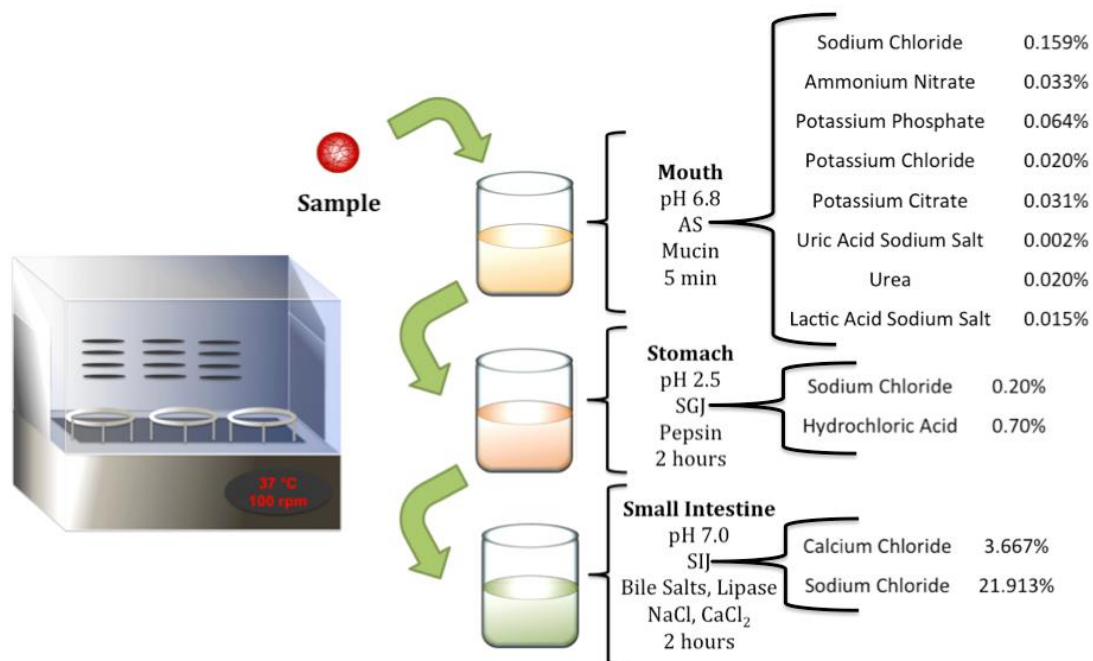 Sample
37 °C
100 rpm
Mouth
pH 6.8
AS
Mucin
5 min
Sodium Chloride 0.159%
Ammonium Nitrate 0.033%
Potassium Phosphate 0.064%
Potassium Chloride 0.020%
Potassium Citrate 0.031%
Uric Acid Sodium Salt 0.002%
Urea 0.020%
Lactic Acid Sodium Salt 0.015%
Stomach
pH 2.5
SGJ
Pepsin
2 hours
Sodium Chloride 0.20%
Hydrochloric Acid 0.70%
Small Intestine
pH 7.0
SIJ
Bile Salts, Lipase
NaCl, CaCl₂
2 hours
Calcium Chloride 3.667%
Sodium Chloride 21.913%